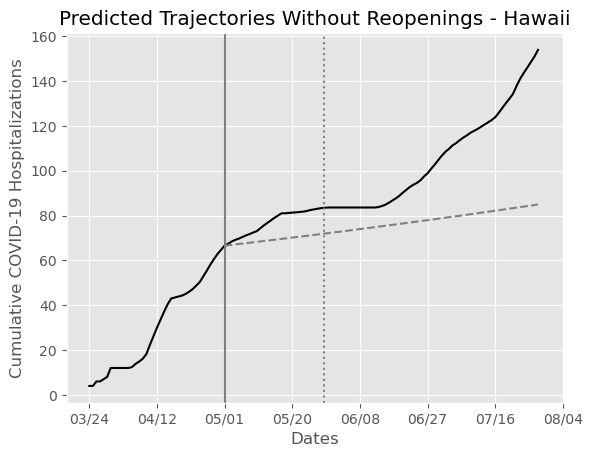 Predicted Trajectories Without Reopenings - Hawaii
160
140
120
100
80
60
40
20
0
Cumulative COVID-19 Hospitalizations
03/24 04/12 05/01 05/20 06/08 06/27 07/16 08/04
Dates